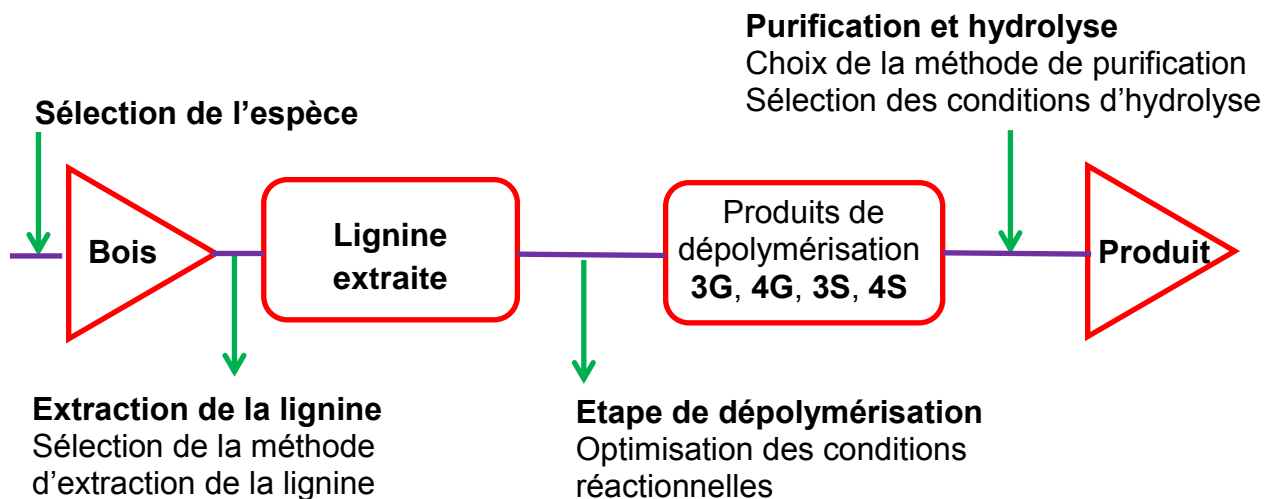 Purification et hydrolyse
Choix de la méthode de purification
Sélection des conditions d'hydrolyse
Sélection de l'espèce
Bois
Lignine
extraite
Produits de
dépolymérisation
3G, 4G, 3S, 4S
Produit
Extraction de la lignine
Sélection de la méthode
d'extraction de la lignine
Etape de dépolymérisation
Optimisation des conditions
réactionnelles